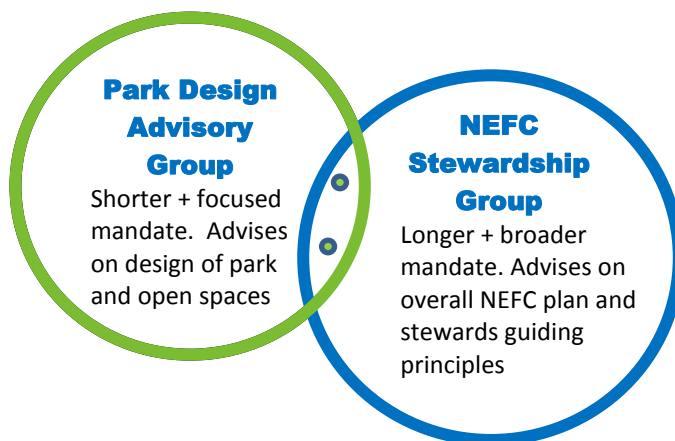 Park Design
Advisory
Group
Shorter + focused
mandate.  Advises
on design of park
and open spaces
NEFC
Stewardship
Group
Longer + broader
mandate. Advises on
overall NEFC plan and
stewards guiding
principles